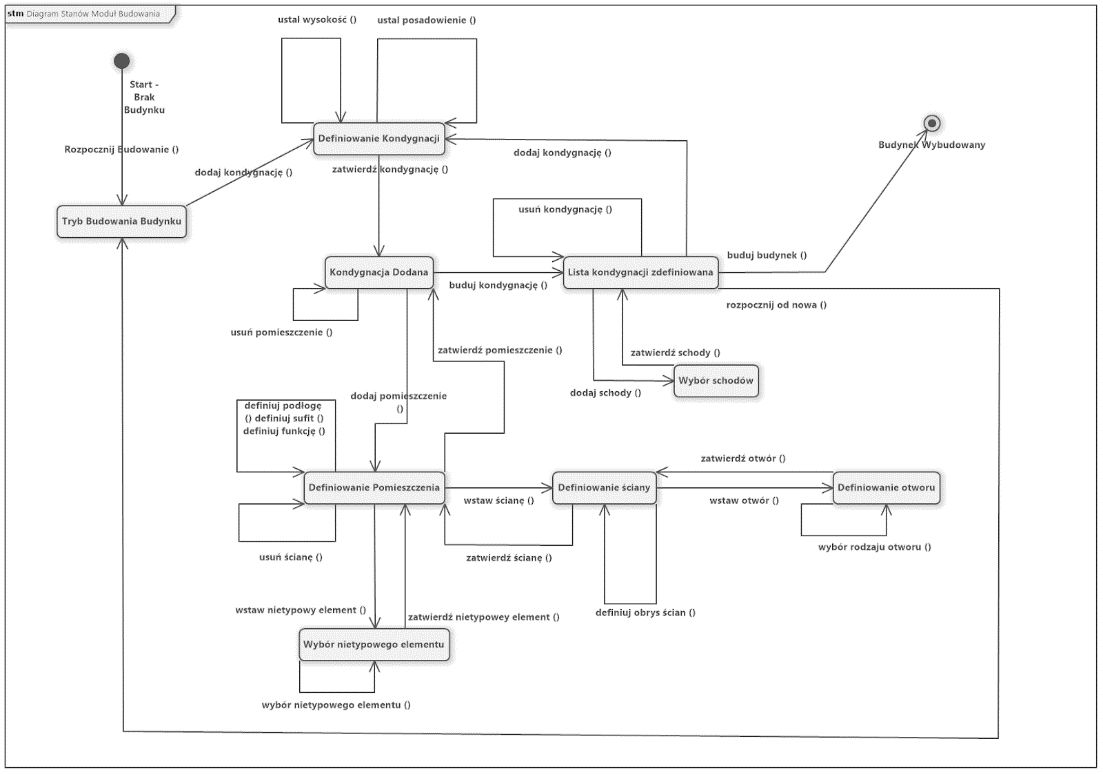 stm Diagram Stanów Moduł Budowania
ustal wysokość ()
ustal posadowienie ()
Start -
Brak
Budynku
Rozpocznij Budowanie ()
Definiowanie Kondygnacji
dodaj kondygnację ()
Budynek Wybudowany
dodaj kondygnację ()
zatwierdź kondygnację ()
Tryb Budowania Budynku
usuń kondygnację ()
buduj budynek ()
Kondygnacja Dodana
Lista kondygnacji zdefiniowana
buduj kondygnację ()
rozpocznij od nowa ()
usuń pomieszczenie ()
zatwierdź pomieszczenie ()
zatwierdź schody ()
Wybór schodów
dodaj schody ()
dodaj pomieszczenie
()
definiuj podłogę
() definiuj sufit ()
definiuj funkcję ()
zatwierdź otwór ()
Definiowanie Pomieszczenia
Definiowanie ściany
Definiowanie otworu
wstaw ścianę ()
wstaw otwór ()
usuń ścianę ()
zatwierdź ścianę ()
wybór rodzaju otworu ()
wstaw nietypowy element ()
zatwierdź nietypowey element ()
definiuj obrys ścian ()
Wybór nietypowego elementu
wybór nietypowego elementu ()